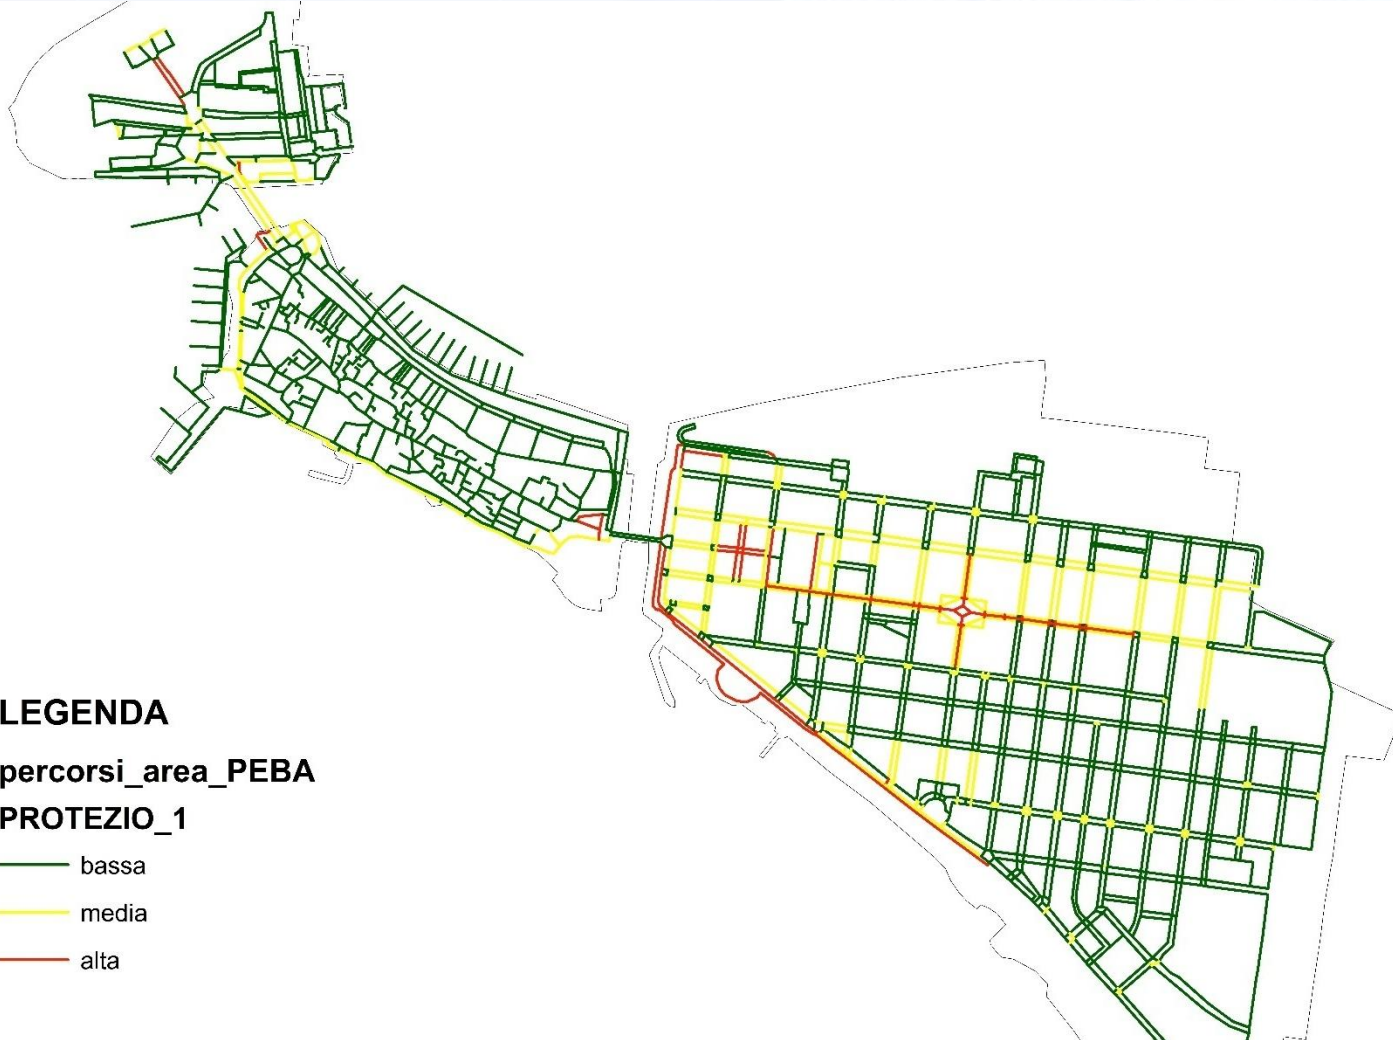 LEGENDA
percorsi_area_PEBA
PROTEZIO_1
bassa
media
alta